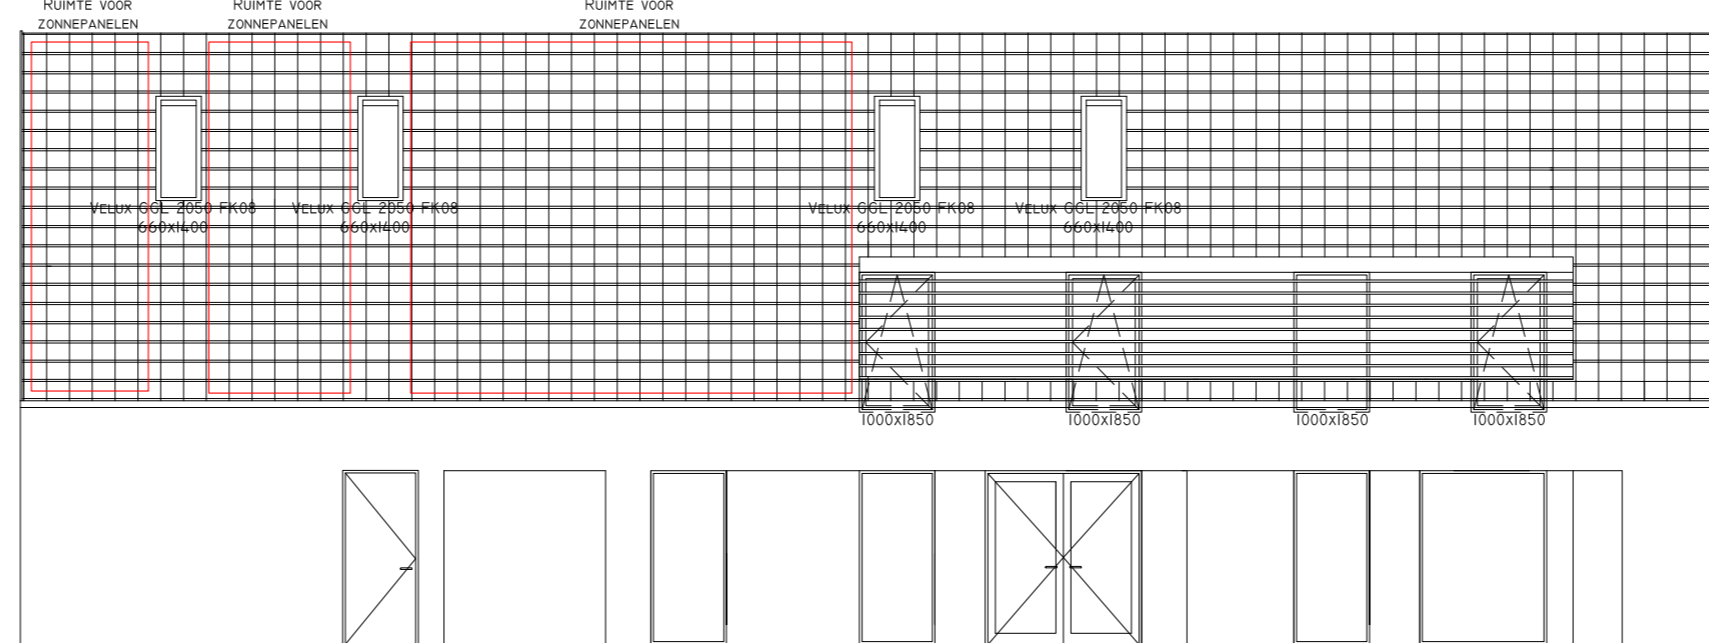 Ruimte voor
zonnepanelen
Ruimte voor
zonnepanelen
Ruimte voor
zonnepanelen
Velux GGL 2050 FK08
660x1400
Velux GGL 2050 FK08
660x1400
Velux GGL 2050 FK08
660x1400
Velux GGL 2050 FK08
660x1400
1000x1850
1000x1850
1000x1850
1000x1850